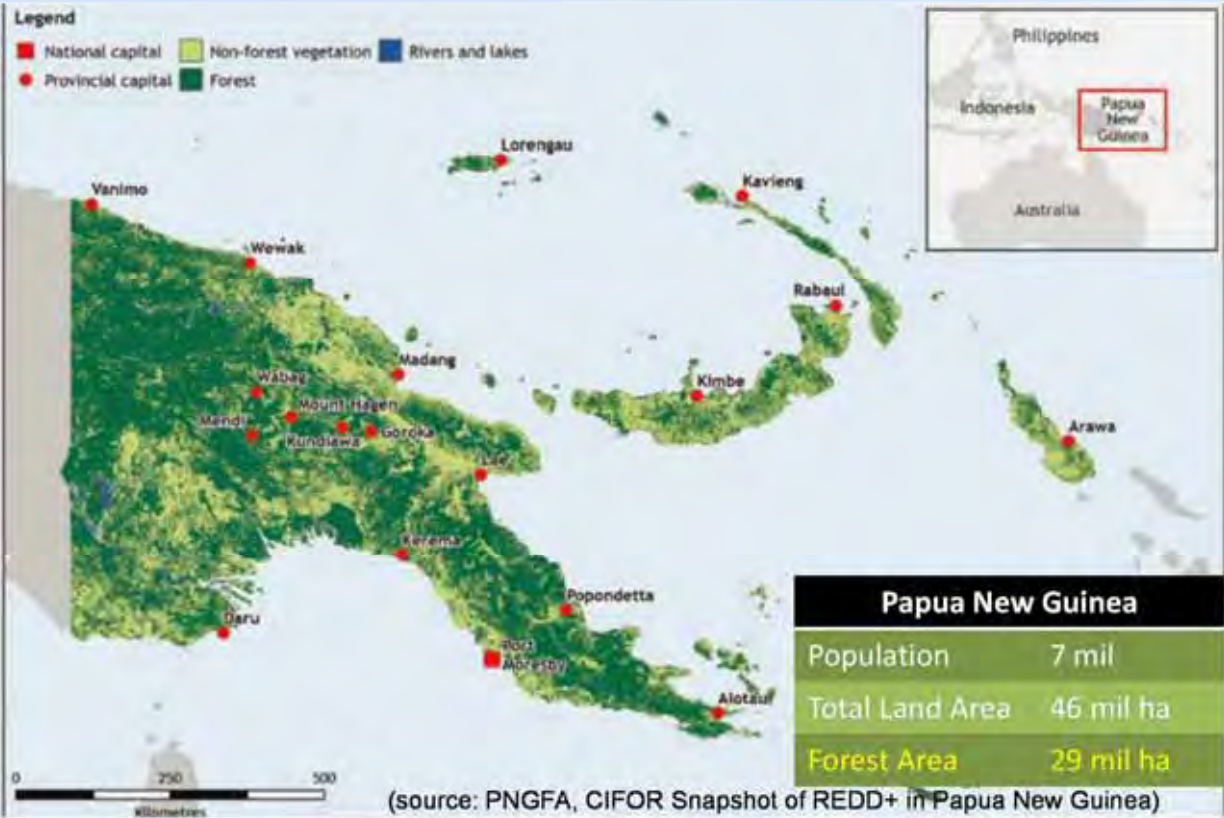 Legend
National capital Non-forest vegetation Rivers and lakes
Provincial capital Forest
Philippines
Indonesia
Papua
New
Guinea
Australia
Lorengau
Vanimo
Kavieng
Wewak
Rabaul
Madang
Wabag
Kimbe
Mount Hagen
Mendi
Kundiawa
Goroka
Arawa
Lae
Kerema
Popondetta
Daru
Port
Moresby
Alotau
Papua New Guinea
Population 7 mil
Total Land Area 46 mil ha
Forest Area 29 mil ha
0 250 500
Kilometres
(source: PNGFA, CIFOR Snapshot of REDD+ in Papua New Guinea)